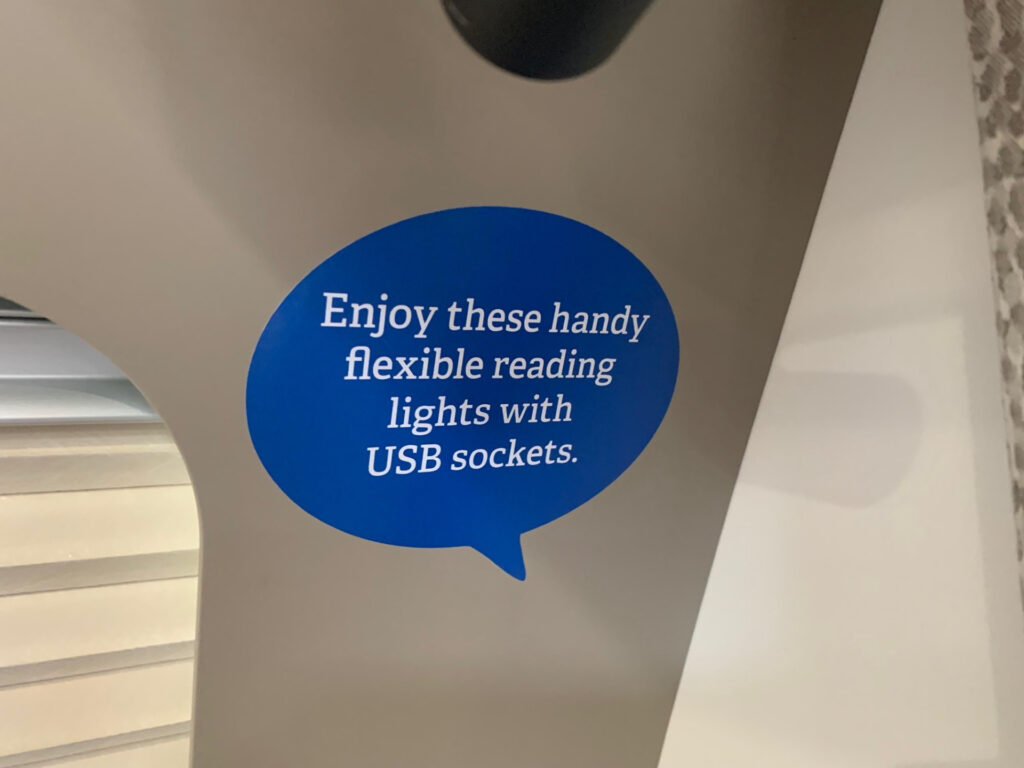 Enjoy these handy
flexible reading
lights with
USB sockets.